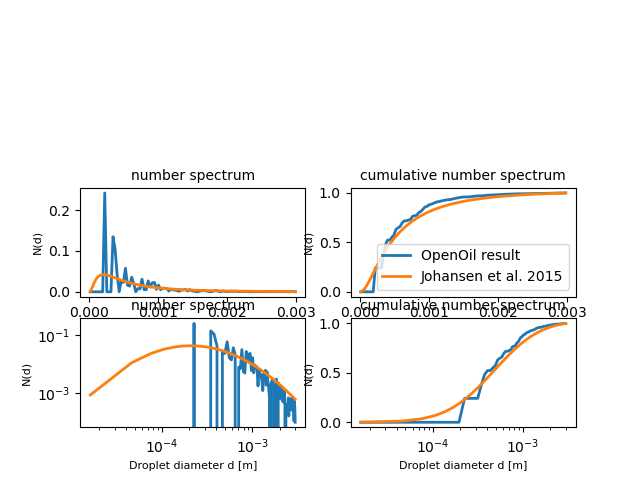 number spectrum
cumulative number spectrum
N(d)
0.2
0.1
0.0
0.000
0.001
0.002
0.003
N(d)
1.0
0.5
0.0
OpenOil result
Johansen et al. 2015
0.000
0.001
0.002
0.003
number spectrum
cumulative number spectrum
N(d)
10⁻¹
10⁻³
10⁻⁴
10⁻³
Droplet diameter d [m]
N(d)
1.0
0.5
0.0
10⁻⁴
10⁻³
Droplet diameter d [m]